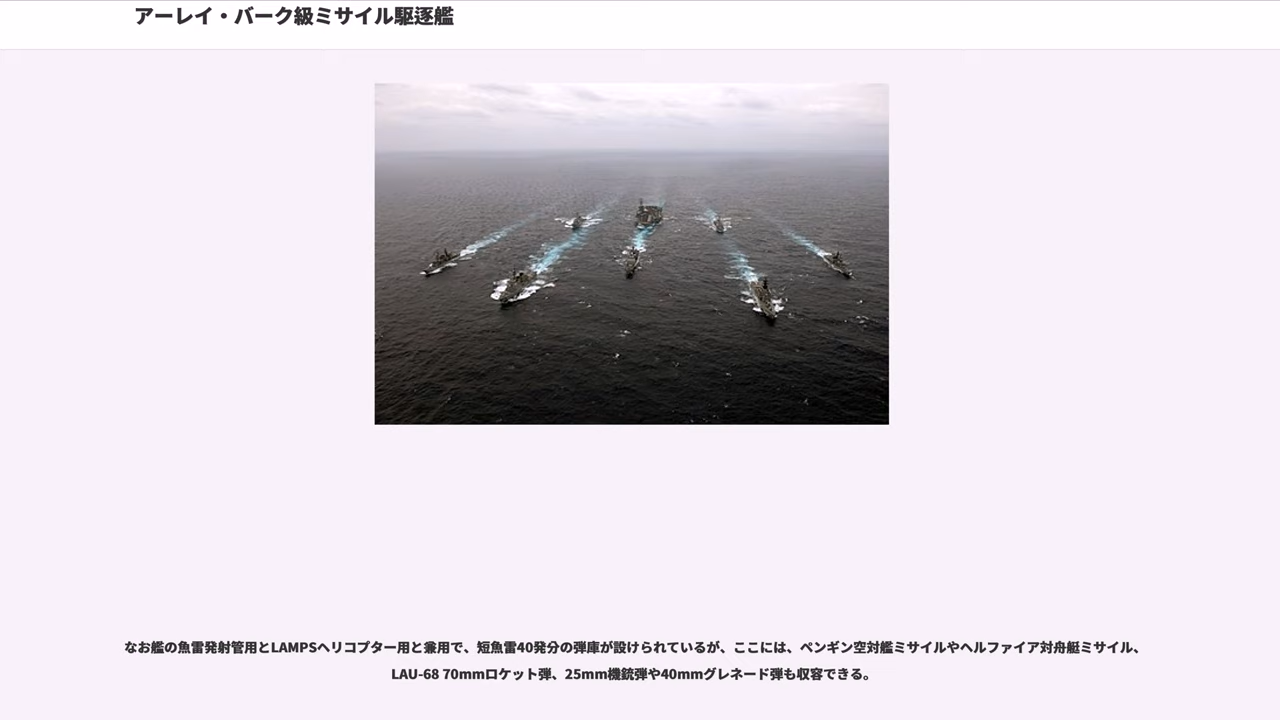 アーレイ・バーク級ミサイル駆逐艦
なお艦の魚雷発射管用とLAMPSヘリコプター用と兼用で、短魚雷40発分の弾庫が設けられているが、ここには、ペンギン空対艦ミサイルやヘルファイア対舟艇ミサイル、
LAU-68 70mmロケット弾、25mm機銃弾や40mmグレネード弾も収容できる。